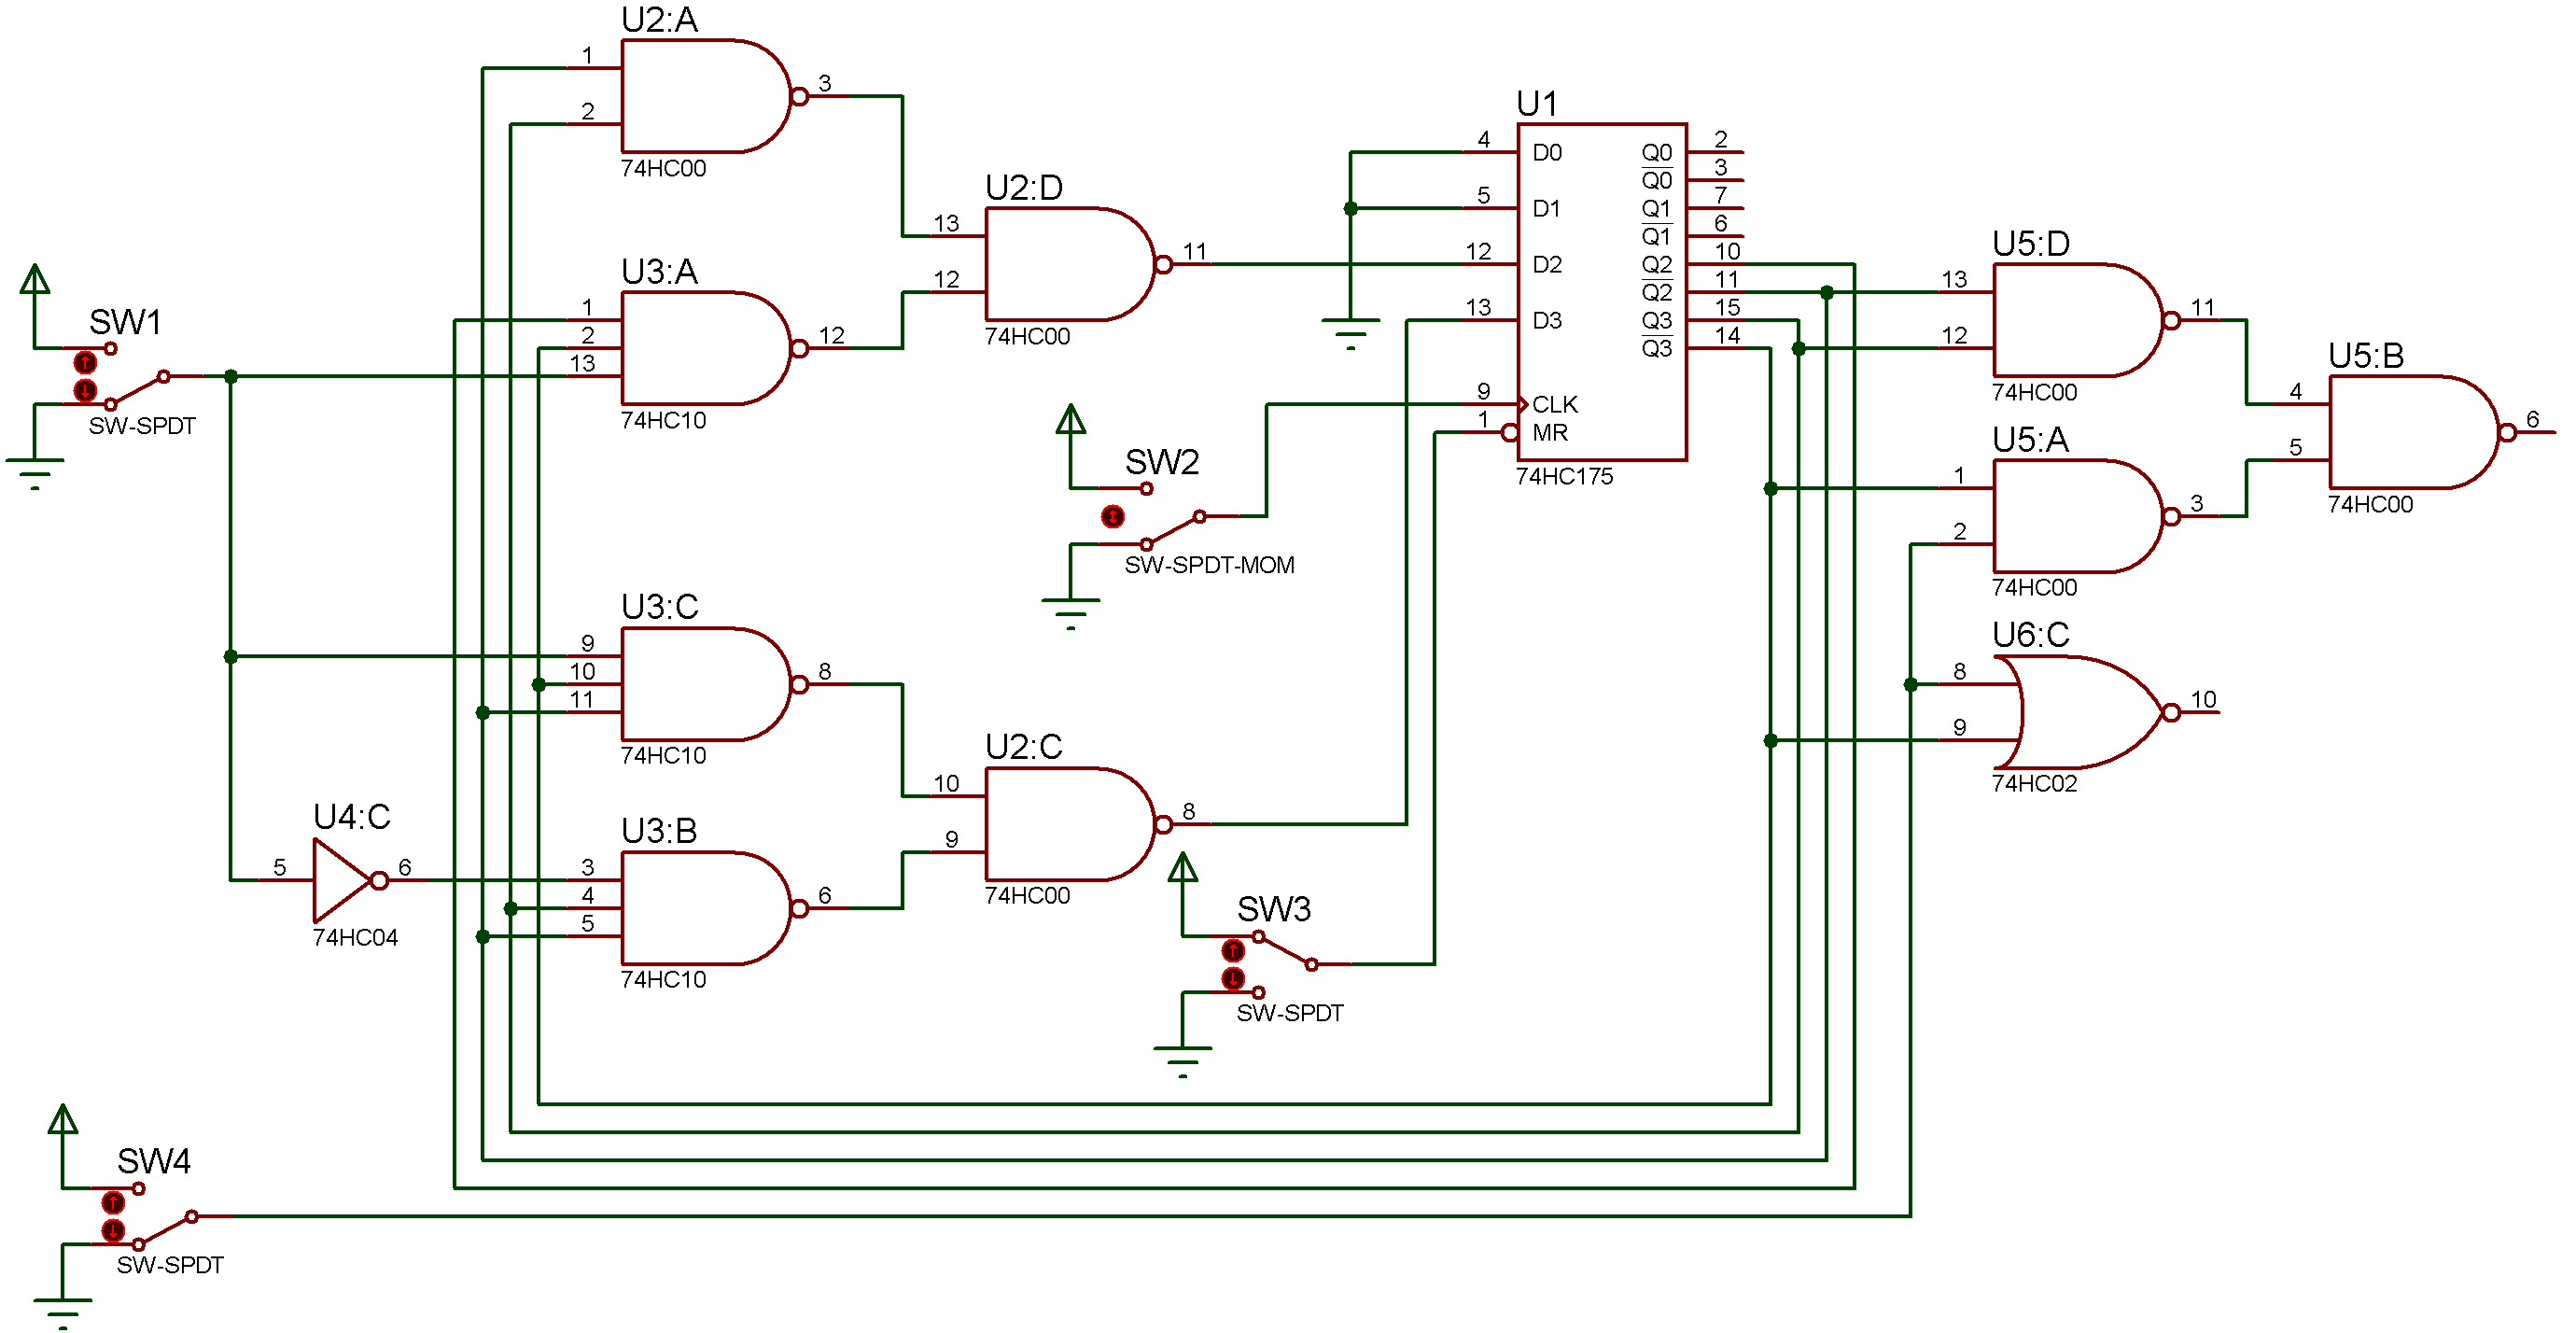 U2:A
1
2
3
74HC00
U2:D
13
12
11
74HC00
U3:A
1
2
13
12
74HC10
SW1
SW-SPDT
U1
4
D0
5
D1
12
D2
13
D3
9
CLK
1
MR
Q0
2
Q0
3
Q1
7
Q1
6
Q2
10
Q2
11
Q3
15
Q3
14
74HC175
SW2
SW-SPDT-MOM
U5:D
13
12
11
74HC00
U5:B
4
5
6
74HC00
U5:A
1
2
3
74HC00
U6:C
8
9
10
74HC02
U3:C
9
10
11
8
74HC10
U2:C
10
9
8
74HC00
U4:C
5
6
74HC04
U3:B
3
4
5
6
74HC10
SW3
SW-SPDT
SW4
SW-SPDT